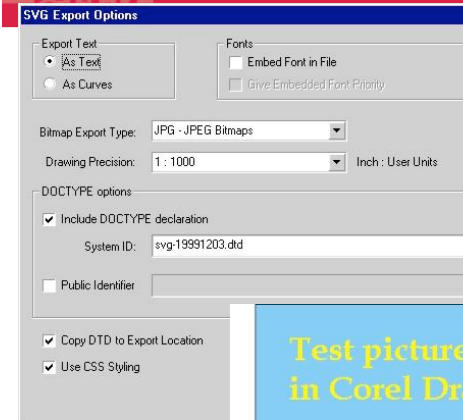 SVG Export Options
Export Text
As Text
As Curves
Fonts
Embed Font in File
Give Embedded Font Priority
Bitmap Export Type: JPG - JPEG Bitmaps
Drawing Precision: 1 : 1000 Inch : User Units
DOCTYPE options
Include DOCTYPE declaration
System ID: svg-19991203.dtd
Public Identifier
Copy DTD to Export Location
Use CSS Styling
Test picture
in Corel Dra